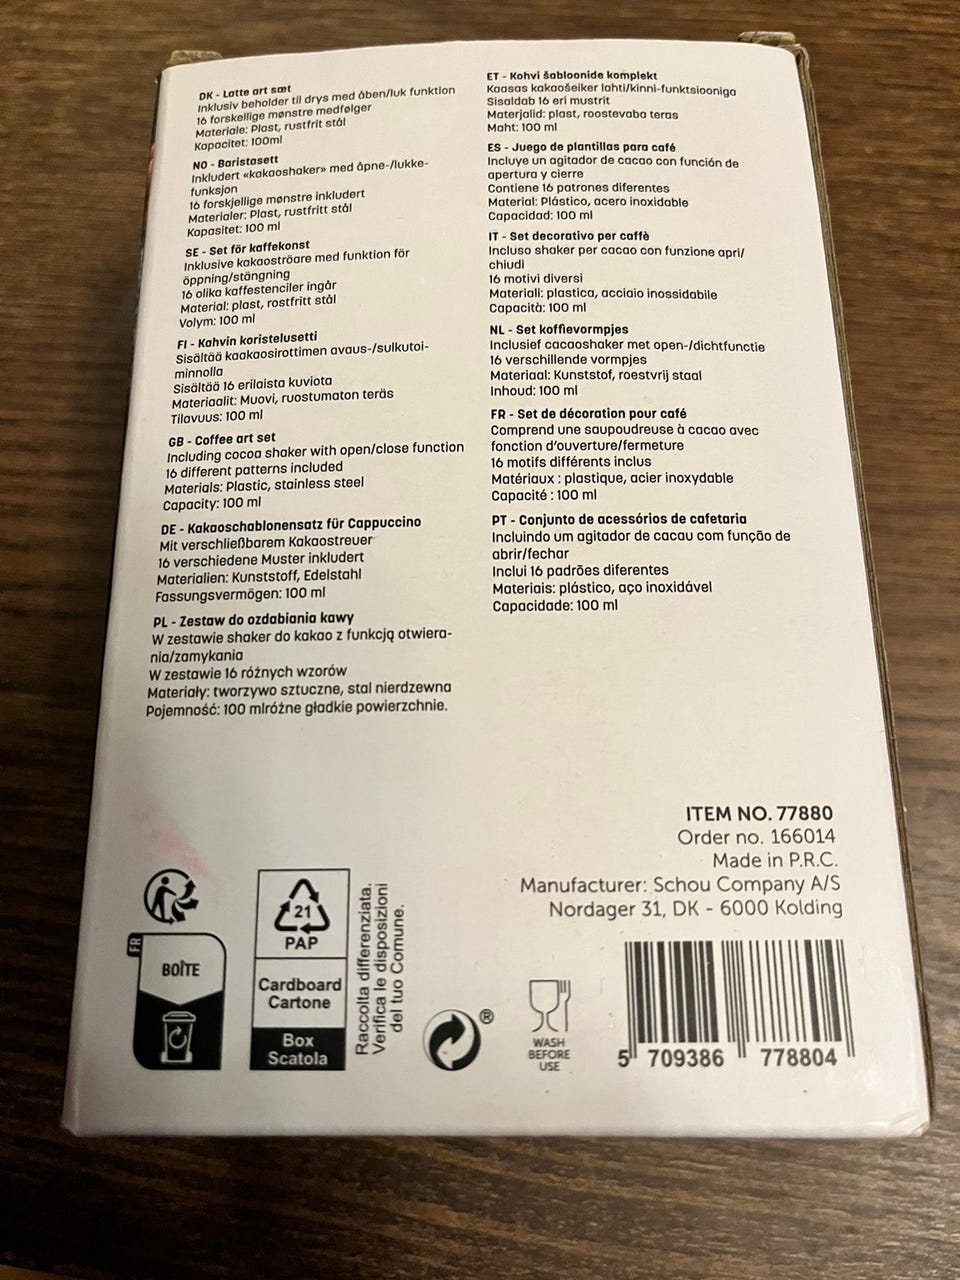 DK - Latte art sæt
Inklusiv beholder til drys med åben/luk funktion
16 forskellige mønstre medfølger
Materiale: Plast, rustfrit stål
Kapacitet: 100ml
NO - Baristasett
Inkludert «kakaoshaker» med åpne-/lukke-
funksjon
16 forskjellige mønstre inkludert
Materialer: Plast, rustfritt stål
Kapasitet: 100 ml
SE - Set för kaffekonst
Inklusive kakaoströare med funktion för
öppning/stängning
16 olika kaffestenciler ingår
Material: plast, rostfritt stål
Volym: 100 ml
FI - Kahvin koristelusetti
Sisältää kaakaosirottimen avaus-/sulkutoi-
minnolla
Sisältää 16 erilaista kuviota
Materiaalit: Muovi, ruostumaton teräs
Tilavuus: 100 ml
GB - Coffee art set
Including cocoa shaker with open/close function
16 different patterns included
Materials: Plastic, stainless steel
Capacity: 100 ml
DE - Kakaoschablonensatz für Cappuccino
Mit verschließbarem Kakaostreuer
16 verschiedene Muster inkludert
Materialien: Kunststoff, Edelstahl
Fassungsvermögen: 100 ml
PL - Zestaw do ozdabiania kawy
W zestawie shaker do kakao z funkcją otwiera-
nia/zamykania
W zestawie 16 różnych wzorów
Materiały: tworzywo sztuczne, stal nierdzewna
Pojemność: 100 mlróżne gładkie powierzchnie.
ET - Kohvi šabloonide komplekt
Kaasas kakaošeiker lahti/kinni-funktsiooniga
Sisaldab 16 eri mustrit
Materjalid: plast, roostevaba teras
Maht: 100 ml
ES - Juego de plantillas para café
Incluye un agitador de cacao con función de
apertura y cierre
Contiene 16 patrones diferentes
Material: Plástico, acero inoxidable
Capacidad: 100 ml
IT - Set decorativo per caffè
Incluso shaker per cacao con funzione apri/
chiudi
16 motivi diversi
Materiali: plastica, acciaio inossidabile
Capacità: 100 ml
NL - Set koffievormpjes
Inclusief cacaoshaker met open-/dichtfunctie
16 verschillende vormpjes
Materiaal: Kunststof, roestvrij staal
Inhoud: 100 ml
FR - Set de décoration pour café
Comprend une saupoudreuse à cacao avec
fonction d'ouverture/fermeture
16 motifs différents inclus
Matériaux : plastique, acier inoxydable
Capacité : 100 ml
PT - Conjunto de acessórios de cafetaria
Incluindo um agitador de cacau com função de
abrir/fechar
Inclui 16 padrões diferentes
Materiais: plástico, aço inoxidável
Capacidade: 100 ml
ITEM NO. 77880
Order no. 166014
Made in P.R.C.
Manufacturer: Schou Company A/S
Nordager 31, DK - 6000 Kolding
FR
BOÎTE
21
PAP
Cardboard
Cartone
Box
Scatola
Raccolta differenziata.
Verifica le disposizioni
del tuo Comune.
®
WASH
BEFORE
USE
5 709386 778804